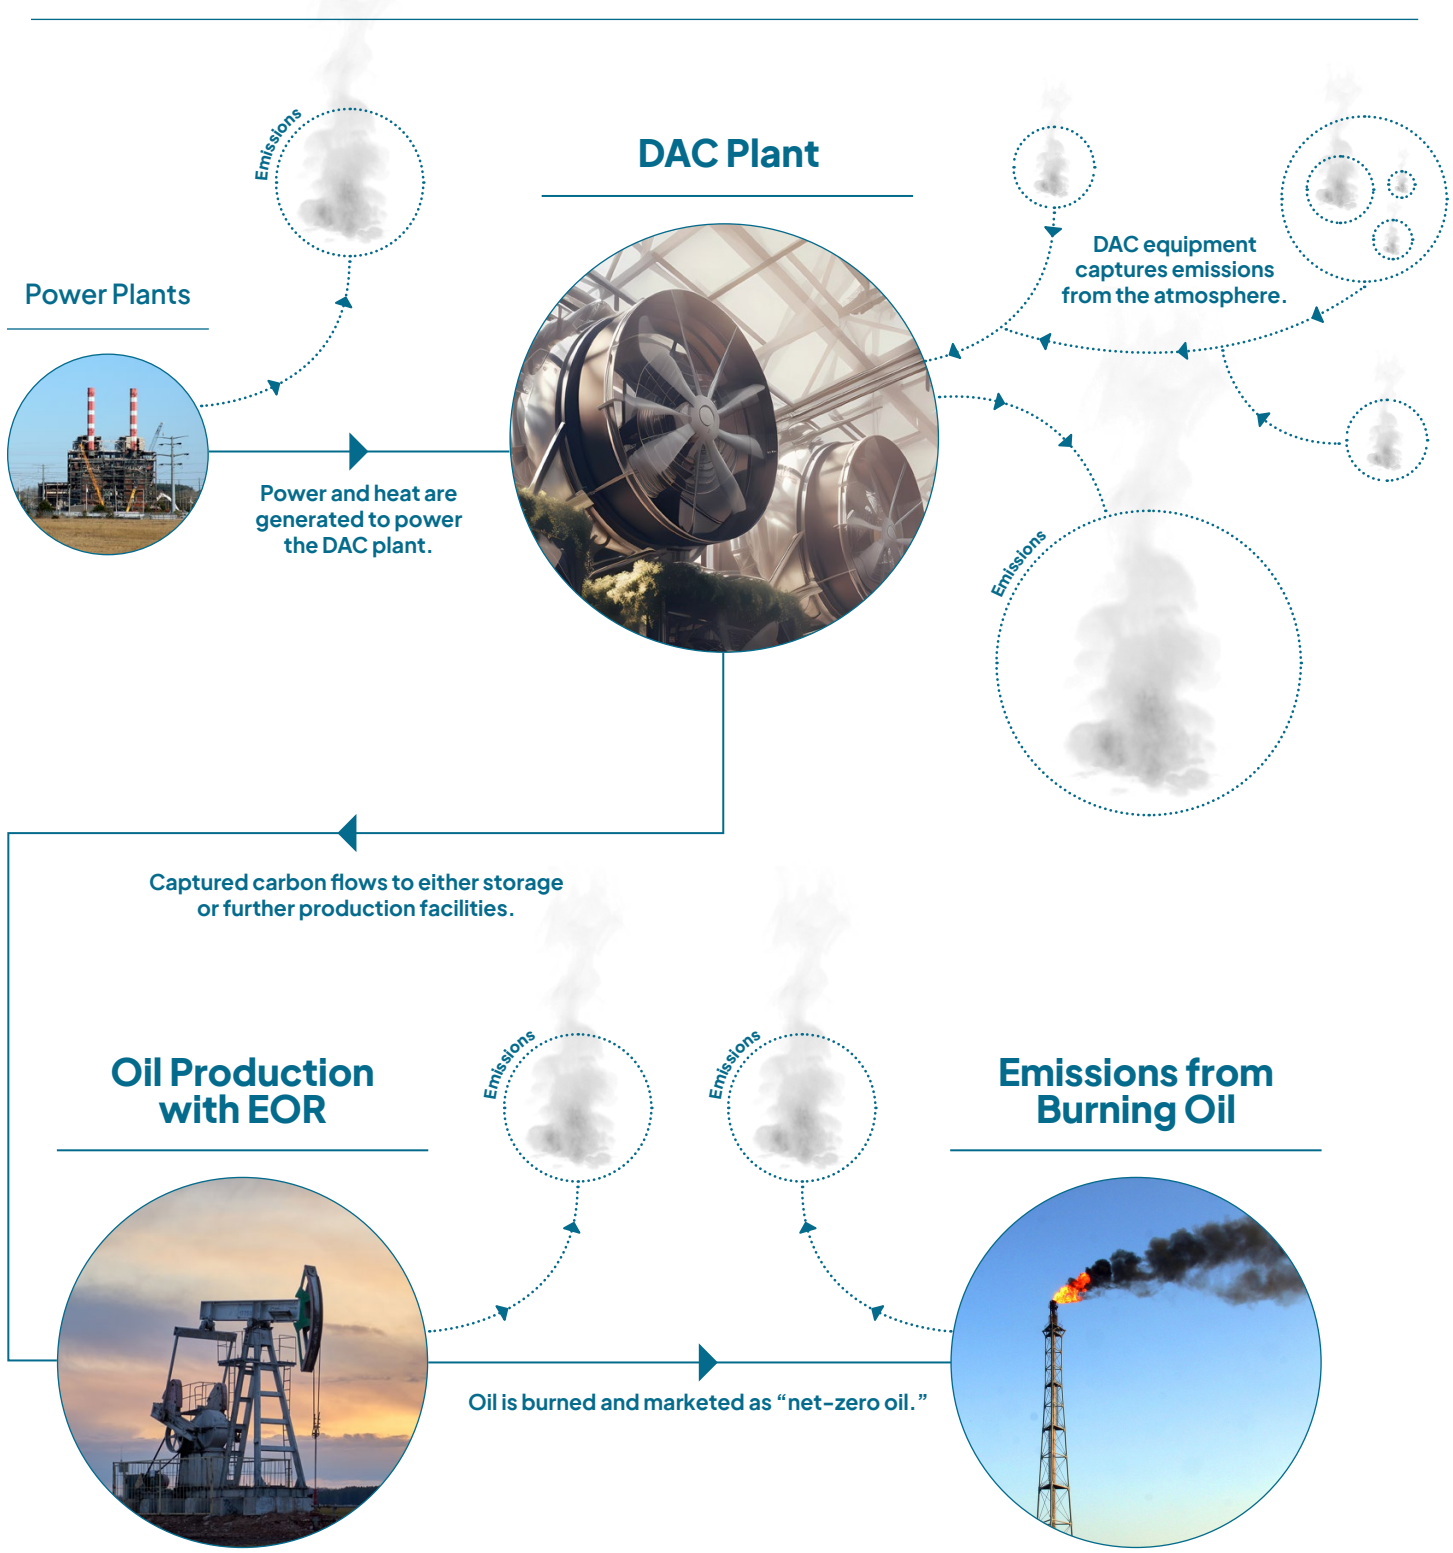 Emissions
DAC Plant
DAC equipment
captures emissions
from the atmosphere.
Power Plants
Power and heat are
generated to power
the DAC plant.
Emissions
Captured carbon flows to either storage
or further production facilities.
Emissions
Emissions
Oil Production
with EOR
Emissions from
Burning Oil
Oil is burned and marketed as “net-zero oil.”